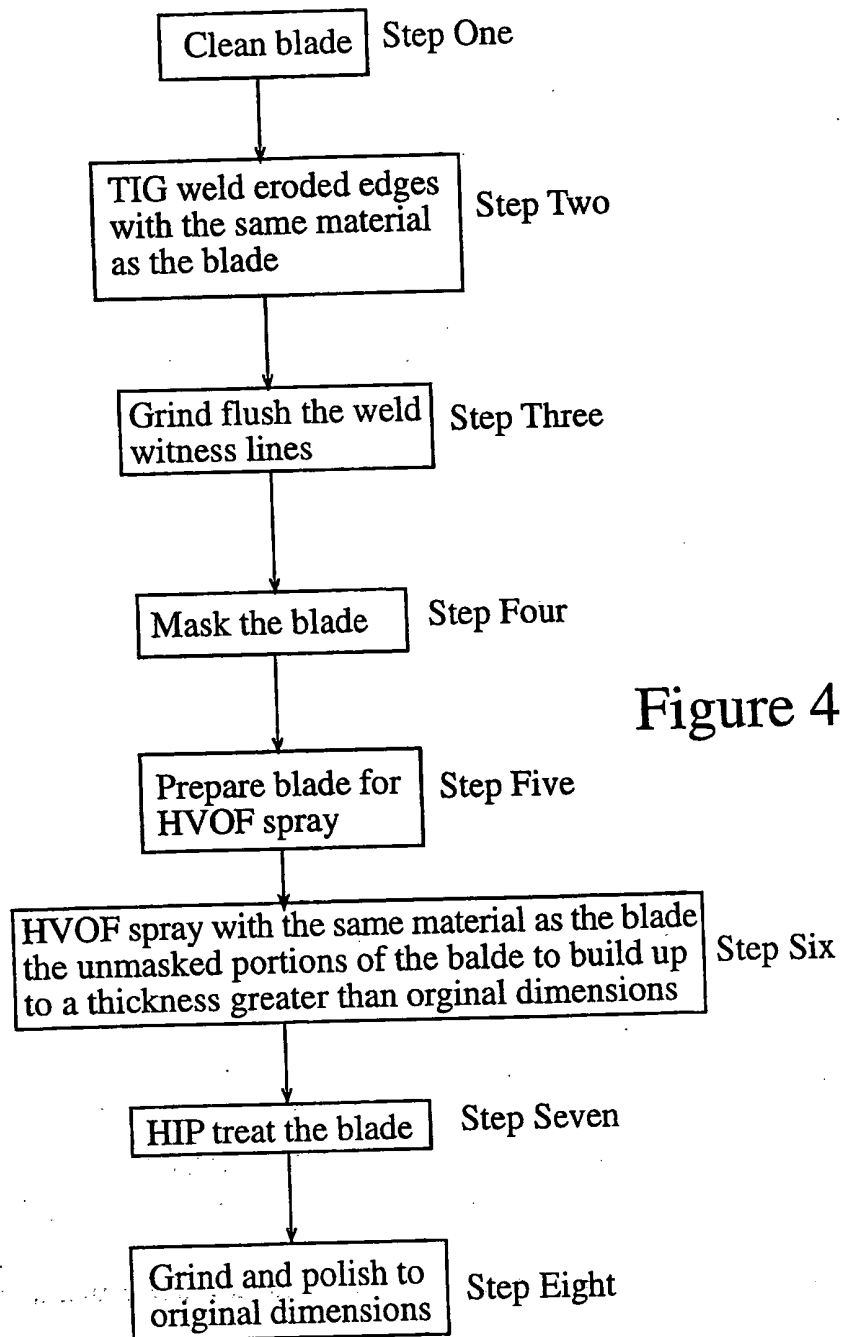 Clean blade
Step One
TIG weld eroded edges
with the same material
as the blade
Step Two
Grind flush the weld
witness lines
Step Three
Mask the blade
Step Four
Figure 4
Prepare blade for
HVOF spray
Step Five
HVOF spray with the same material as the blade
the unmasked portions of the balde to build up
to a thickness greater than orginal dimensions
Step Six
HIP treat the blade
Step Seven
Grind and polish to
original dimensions
Step Eight